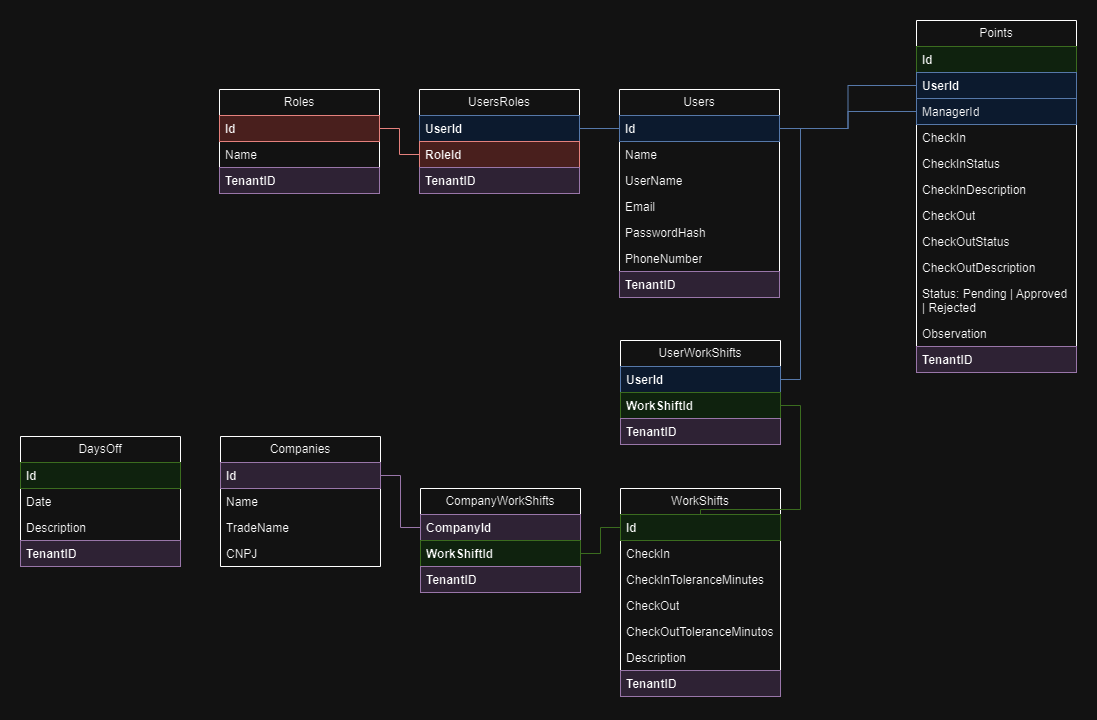 Points
Id
UserId
ManagerId
CheckIn
CheckInStatus
CheckInDescription
CheckOut
CheckOutStatus
CheckOutDescription
Status: Pending | Approved
| Rejected
Observation
TenantID
Roles
Id
Name
TenantID
UsersRoles
UserId
RoleId
TenantID
Users
Id
Name
UserName
Email
PasswordHash
PhoneNumber
TenantID
UserWorkShifts
UserId
WorkShiftId
TenantID
DaysOff
Id
Date
Description
TenantID
Companies
Id
Name
TradeName
CNPJ
CompanyWorkShifts
CompanyId
WorkShiftId
TenantID
WorkShifts
Id
CheckIn
CheckInToleranceMinutes
CheckOut
CheckOutToleranceMinutos
Description
TenantID